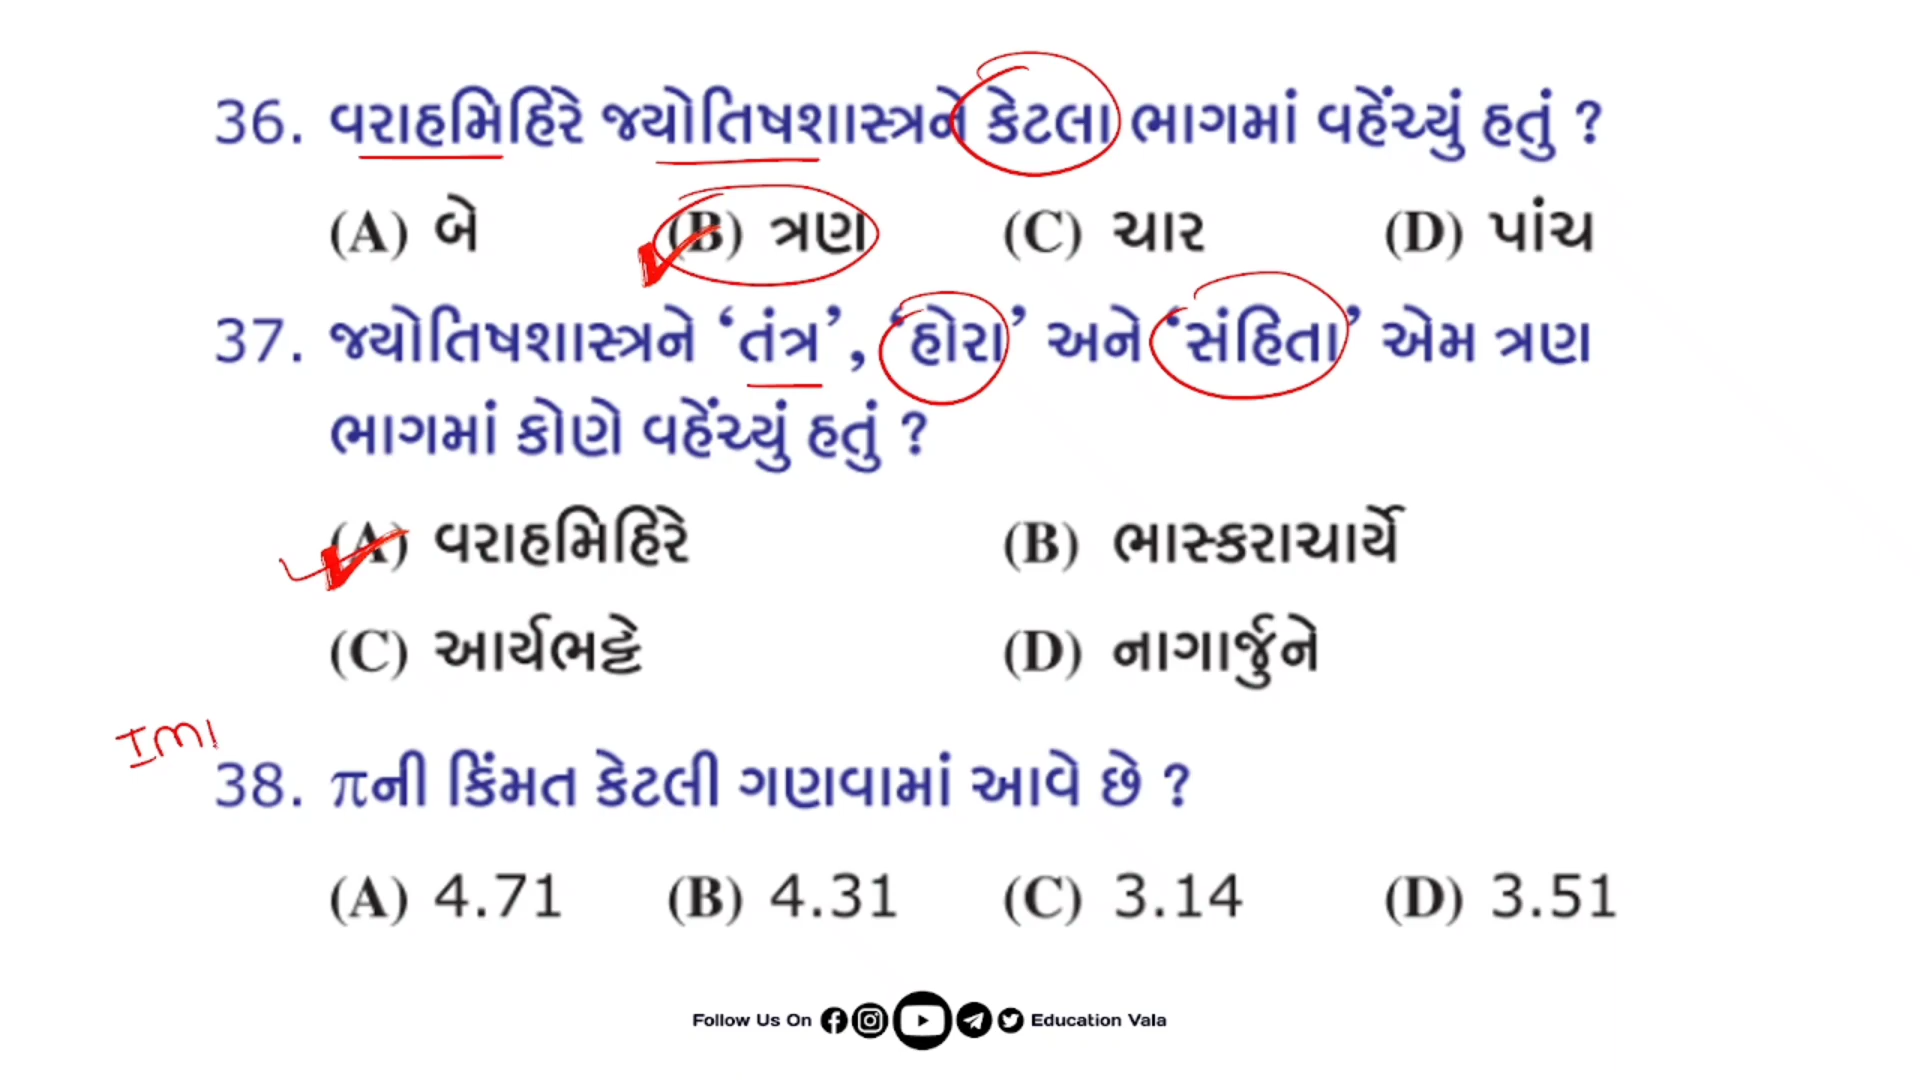 36. વરાહમિહિરે જ્યોતિષશાસ્ત્રને કેટલા ભાગમાં વહેંચ્યું હતું ?
(A) બે (B) ત્રણ (C) ચાર (D) પાંચ
37. જ્યોતિષશાસ્ત્રને ‘તંત્ર’, ‘હોરા’ અને ‘સંહિતા’ એમ ત્રણ
ભાગમાં કોણે વહેંચ્યું હતું ?
(A) વરાહમિહિરે (B) ભાસ્કરાચાર્યે
(C) આર્યભટ્ટે (D) નાગાર્જુને
38. πની કિંમત કેટલી ગણવામાં આવે છે ?
(A) 4.71 (B) 4.31 (C) 3.14 (D) 3.51
Follow Us On Education Vala